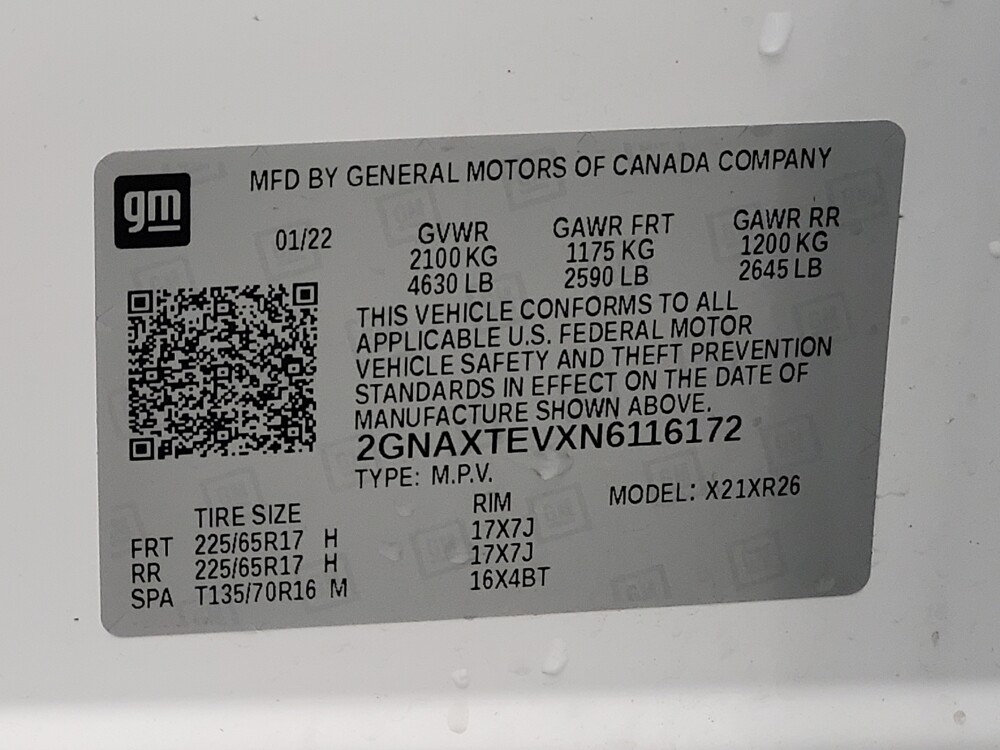 MFD BY GENERAL MOTORS OF CANADA COMPANY
gm
01/22 GVWR GAWR FRT GAWR RR
2100 KG 1175 KG 1200 KG
4630 LB 2590 LB 2645 LB
THIS VEHICLE CONFORMS TO ALL
APPLICABLE U.S. FEDERAL MOTOR
VEHICLE SAFETY AND THEFT PREVENTION
STANDARDS IN EFFECT ON THE DATE OF
MANUFACTURE SHOWN ABOVE.
2GNAXTEVXN6116172
TYPE: M.P.V.
MODEL: X21XR26
TIRE SIZE RIM
FRT 225/65R17 H 17X7J
RR 225/65R17 H 17X7J
SPA T135/70R16 M 16X4BT